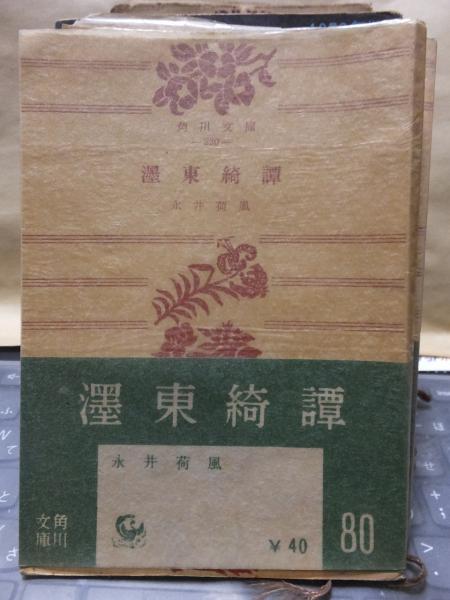 角川文庫
—230—
濹東綺譚
永井荷風
濹東綺譚
永井荷風
角川
文庫
¥40
80